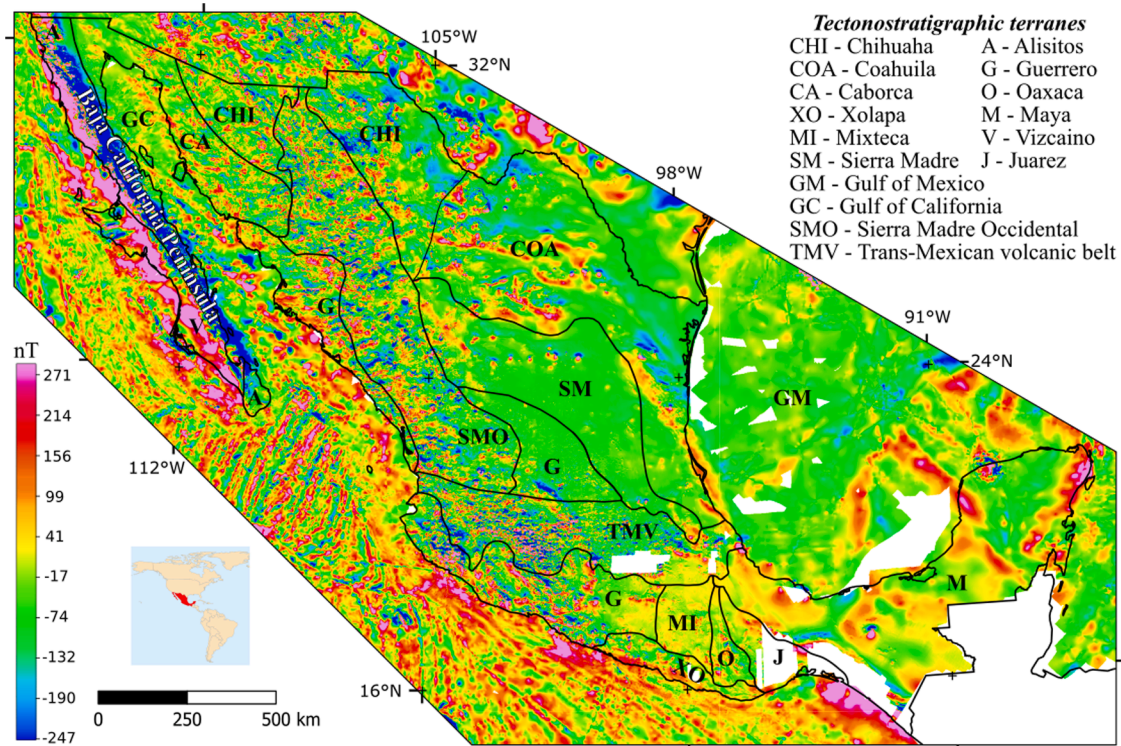 Tectonostratigraphic terranes
CHI - Chihuaha A - Alisitos
COA - Coahuila G - Guerrero
CA - Caborca O - Oaxaca
XO - Xolapa M - Maya
MI - Mixteca V - Vizcaino
SM - Sierra Madre J - Juarez
GM - Gulf of Mexico
GC - Gulf of California
SMO - Sierra Madre Occidental
TMV - Trans-Mexican volcanic belt
105°W
32°N
98°W
91°W
24°N
112°W
16°N
A
GC
CHI
CA
CHI
Baja California Peninsula
COA
G
V
A
SM
GM
SMO
G
TMV
M
G
MI
XO
O
J
nT
271
214
156
99
41
-17
-74
-132
-190
-247
0 250 500 km